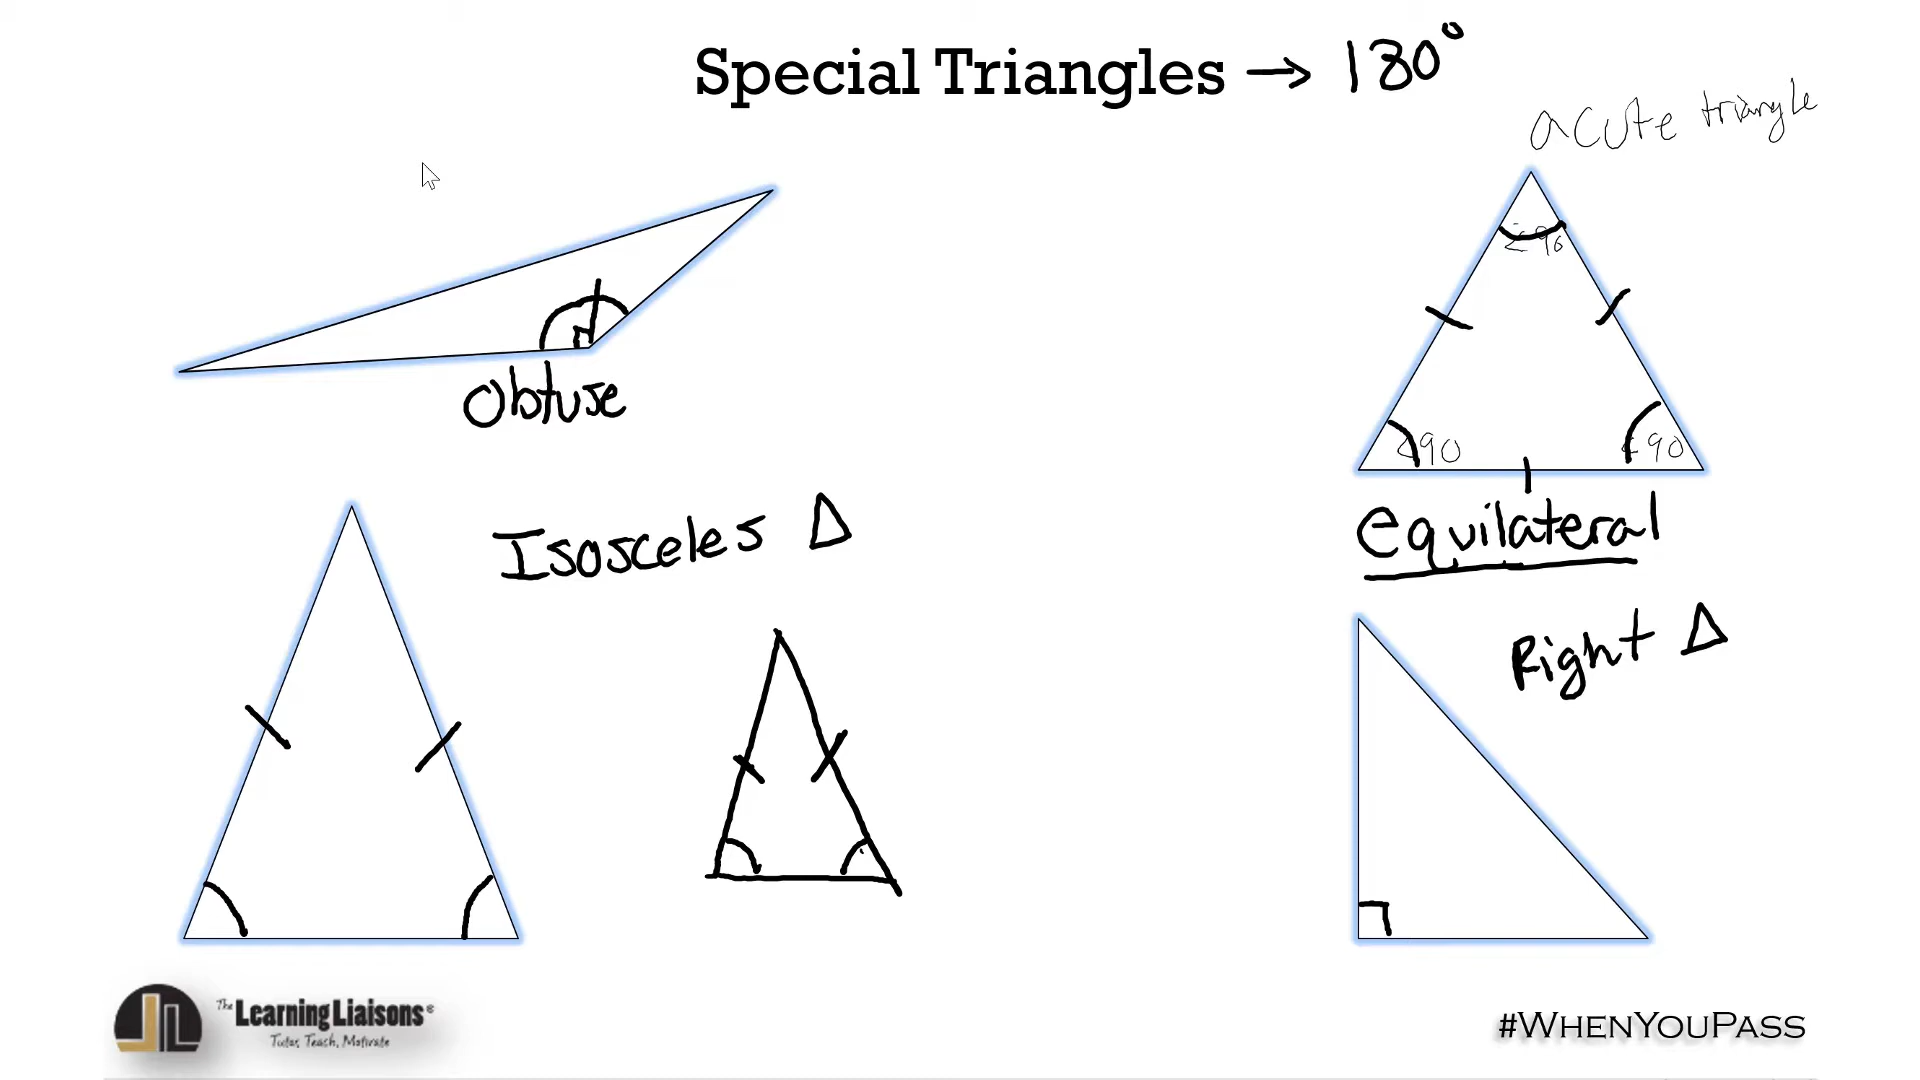 Special Triangles → 180°
acute triangle
<90
Obtuse
<90
<90
Isosceles Δ
equilateral
Right Δ
The Learning Liaisons®
Tutor, Teach, Motivate
#WHENYOUPASS